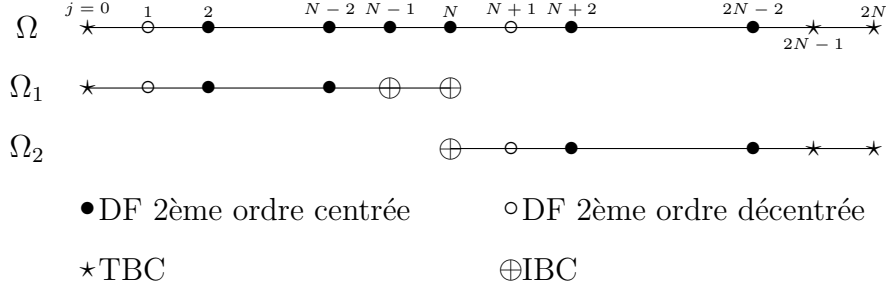 j = 0 1 2 N − 2 N − 1 N N + 1 N + 2 2N − 2 2N − 1 2N
Ω
Ω₁
Ω₂
DF 2ème ordre centrée DF 2ème ordre décentrée
TBC IBC